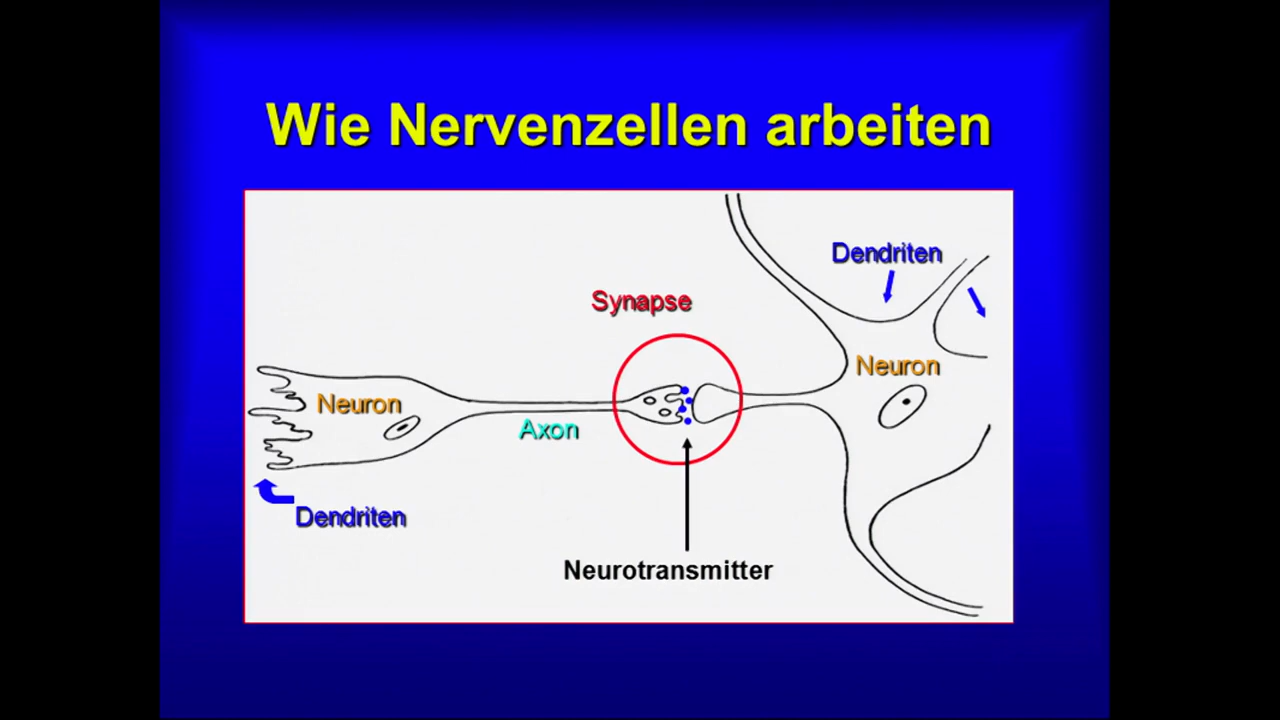 Wie Nervenzellen arbeiten
Dendriten
Synapse
Neuron
Neuron
Axon
Dendriten
Neurotransmitter